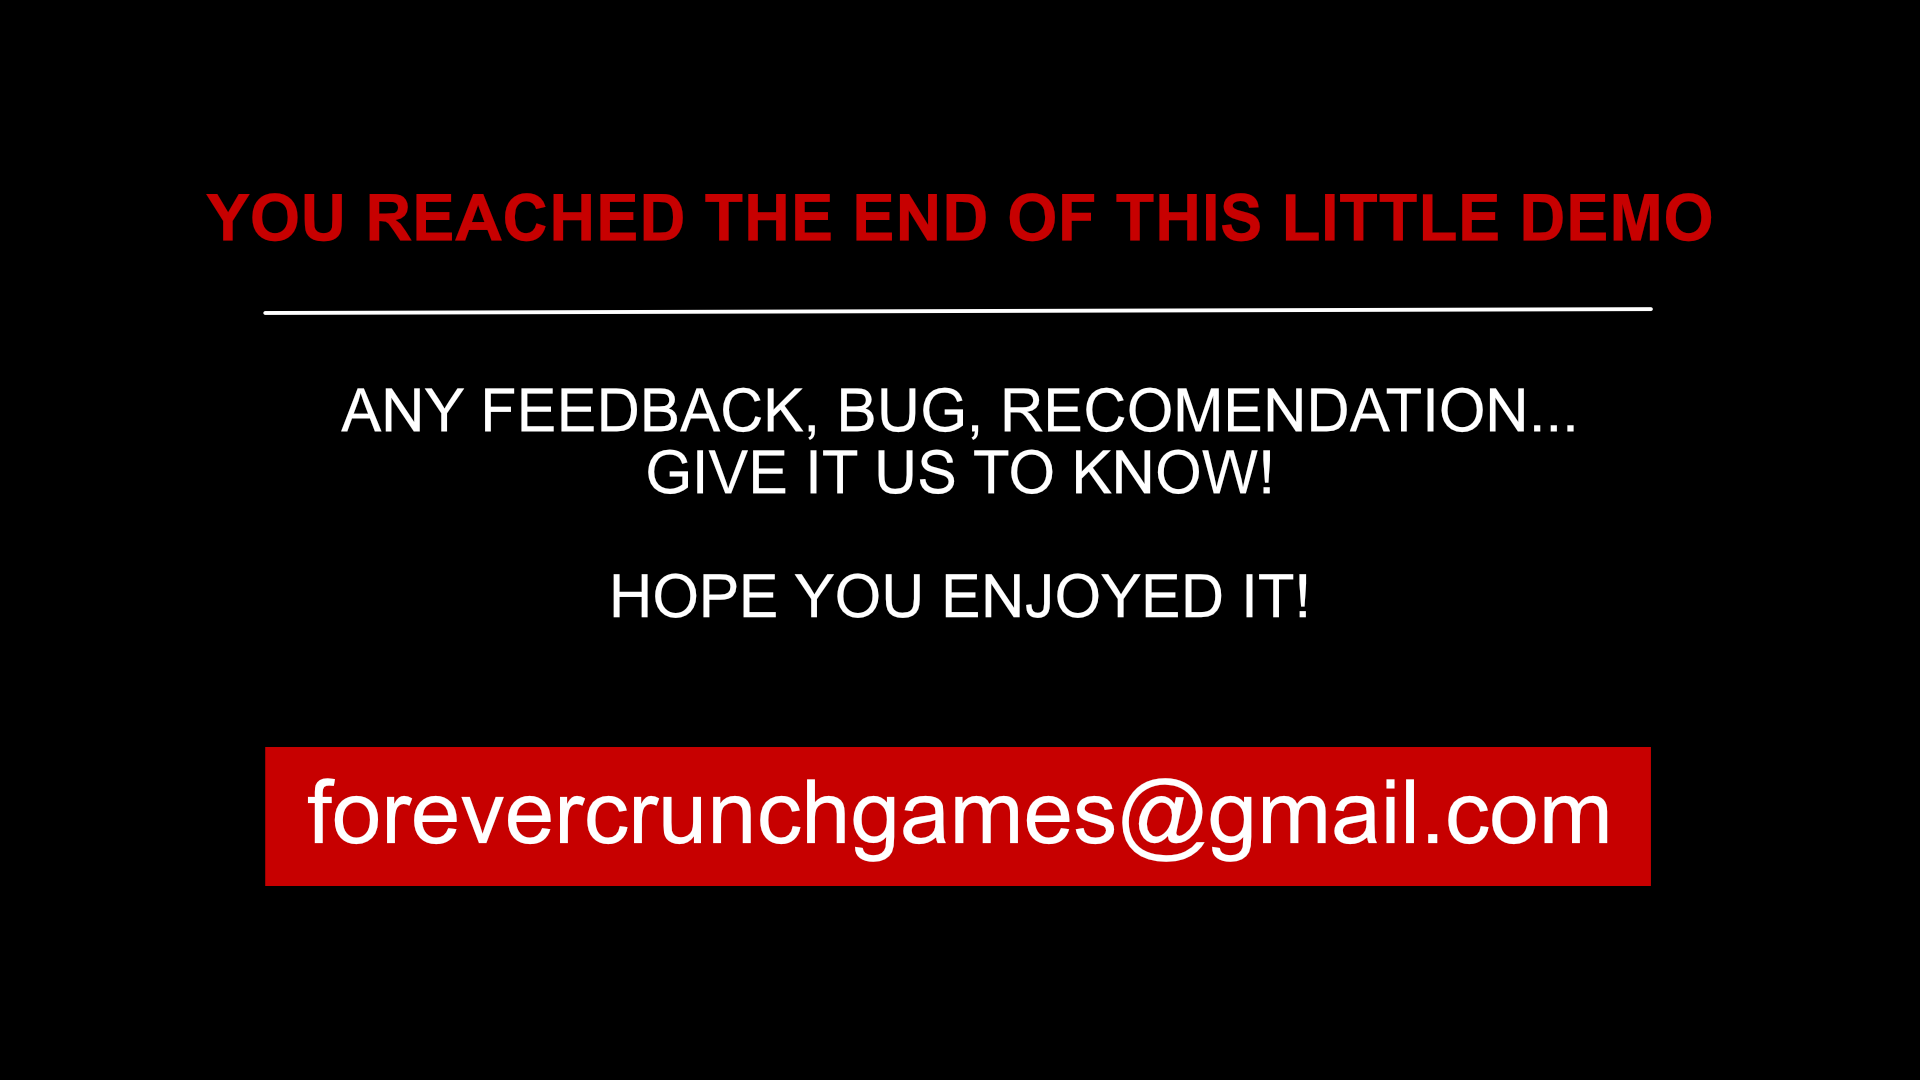 YOU REACHED THE END OF THIS LITTLE DEMO
ANY FEEDBACK, BUG, RECOMENDATION...
GIVE IT US TO KNOW!
HOPE YOU ENJOYED IT!
forevercrunchgames@gmail.com